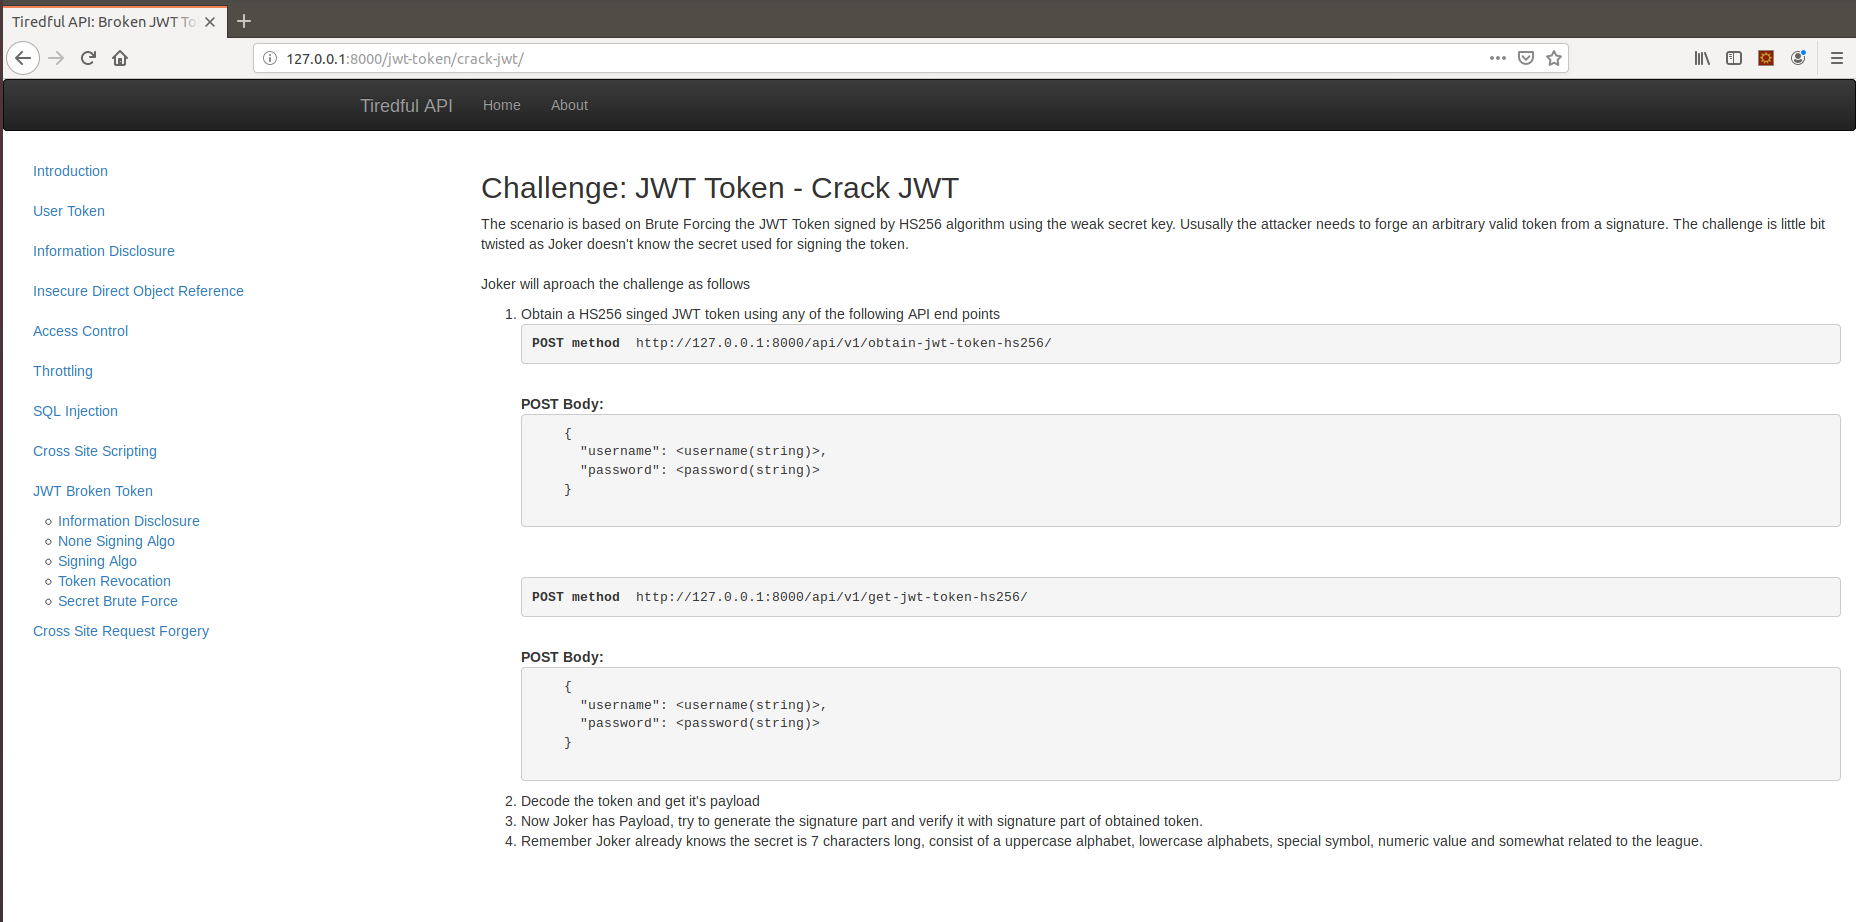 Tiredful API: Broken JWT To
127.0.0.1:8000/jwt-token/crack-jwt/
Tiredful API Home About
Introduction
User Token
Information Disclosure
Insecure Direct Object Reference
Access Control
Throttling
SQL Injection
Cross Site Scripting
JWT Broken Token
Information Disclosure
None Signing Algo
Signing Algo
Token Revocation
Secret Brute Force
Cross Site Request Forgery
Challenge: JWT Token - Crack JWT
The scenario is based on Brute Forcing the JWT Token signed by HS256 algorithm using the weak secret key. Ususally the attacker needs to forge an arbitrary valid token from a signature. The challenge is little bit
twisted as Joker doesn't know the secret used for signing the token.
Joker will aproach the challenge as follows
1. Obtain a HS256 singed JWT token using any of the following API end points
POST method http://127.0.0.1:8000/api/v1/obtain-jwt-token-hs256/
POST Body:
{
"username": <username(string)>,
"password": <password(string)>
}
POST method http://127.0.0.1:8000/api/v1/get-jwt-token-hs256/
POST Body:
{
"username": <username(string)>,
"password": <password(string)>
}
2. Decode the token and get it's payload
3. Now Joker has Payload, try to generate the signature part and verify it with signature part of obtained token.
4. Remember Joker already knows the secret is 7 characters long, consist of a uppercase alphabet, lowercase alphabets, special symbol, numeric value and somewhat related to the league.